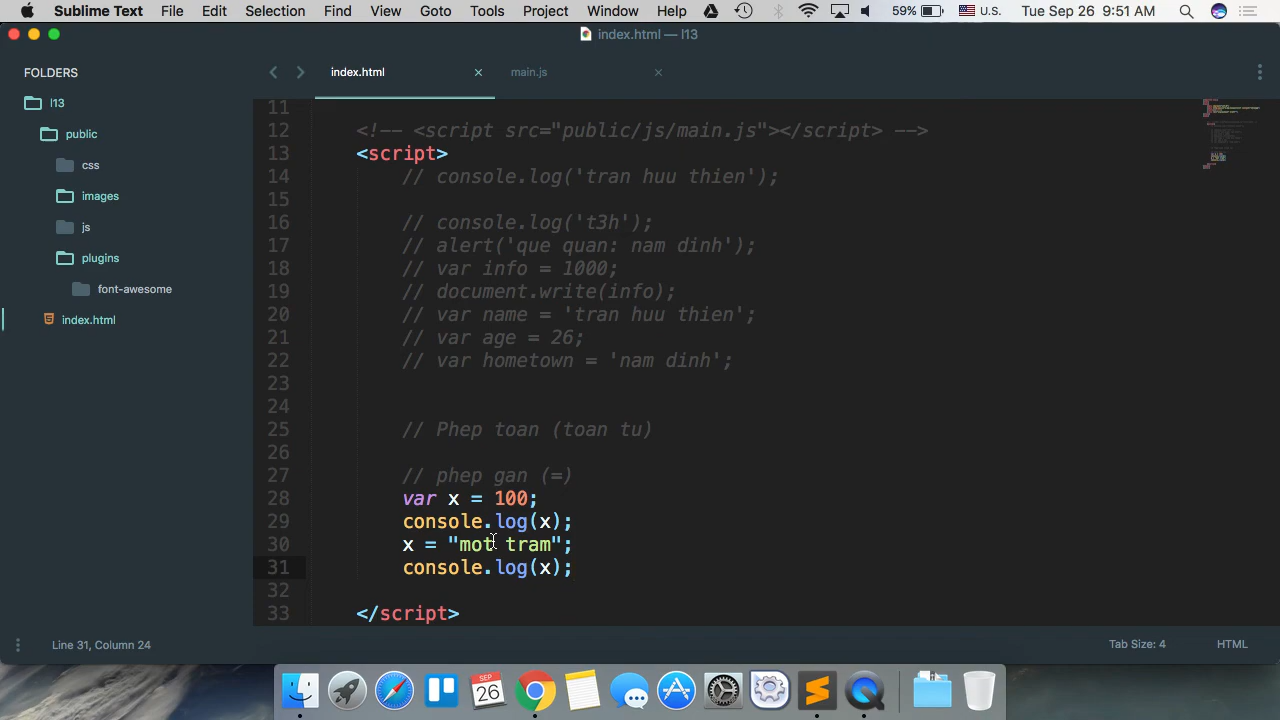 Sublime Text File Edit Selection Find View Goto Tools Project Window Help 59% U.S. Tue Sep 26 9:51 AM
index.html — l13
FOLDERS
l13
public
css
images
js
plugins
font-awesome
index.html
index.html main.js
11
12 <!-- <script src="public/js/main.js"></script> -->
13 <script>
14 // console.log('tran huu thien');
15
16 // console.log('t3h');
17 // alert('que quan: nam dinh');
18 // var info = 1000;
19 // document.write(info);
20 // var name = 'tran huu thien';
21 // var age = 26;
22 // var hometown = 'nam dinh';
23
24
25 // Phep toan (toan tu)
26
27 // phep gan (=)
28 var x = 100;
29 console.log(x);
30 x = "mot tram";
31 console.log(x);
32
33 </script>
Line 31, Column 24 Tab Size: 4 HTML
SEP
26